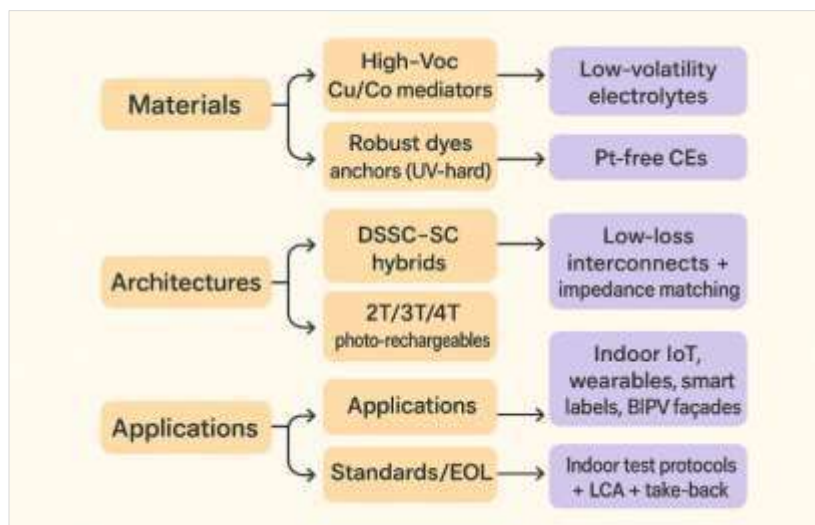 Materials
High-Voc
Cu/Co mediators
Low-volatility
electrolytes
Robust dyes
anchors (UV-hard)
Pt-free CEs
Architectures
DSSC-SC
hybrids
Low-loss
interconnects +
impedance matching
2T/3T/4T
photo-rechargeables
Applications
Applications
Indoor IoT,
wearables, smart
labels, BIPV façades
Standards/EOL
Indoor test protocols
+ LCA + take-back